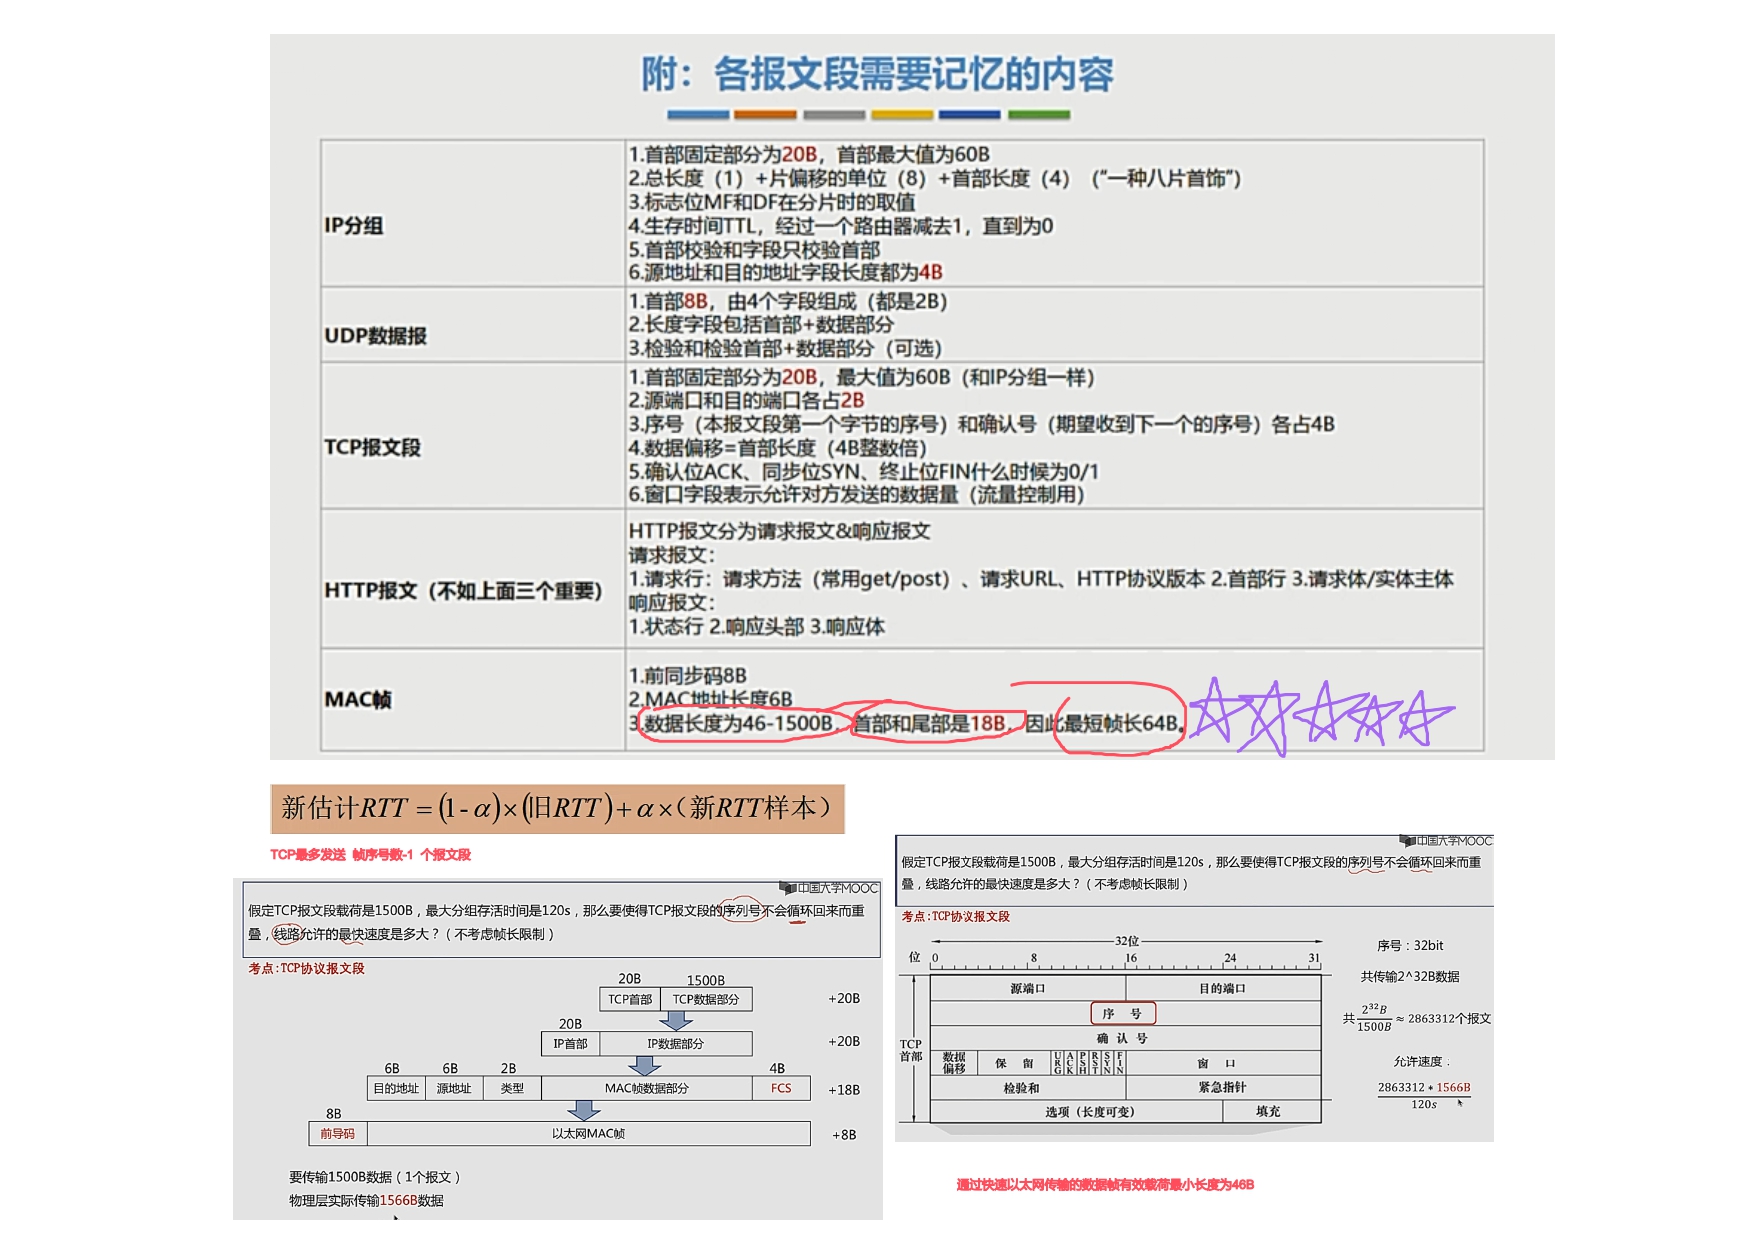 附：各报文段需要记忆的内容
IP分组
1.首部固定部分为20B，首部最大值为60B
2.总长度（1）+片偏移的单位（8）+首部长度（4）（“一种八片首饰”）
3.标志位MF和DF在分片时的取值
4.生存时间TTL，经过一个路由器减去1，直到为0
5.首部校验和字段只校验首部
6.源地址和目的地址字段长度都为4B
UDP数据报
1.首部8B，由4个字段组成（都是2B）
2.长度字段包括首部+数据部分
3.检验和检验首部+数据部分（可选）
TCP报文段
1.首部固定部分为20B，最大值为60B（和IP分组一样）
2.源端口和目的端口各占2B
3.序号（本报文段第一个字节的序号）和确认号（期望收到下一个的序号）各占4B
4.数据偏移=首部长度（4B整数倍）
5.确认位ACK、同步位SYN、终止位FIN什么时候为0/1
6.窗口字段表示允许对方发送的数据量（流量控制用）
HTTP报文（不如上面三个重要）
HTTP报文分为请求报文&响应报文
请求报文：
1.请求行：请求方法（常用get/post）、请求URL、HTTP协议版本 2.首部行 3.请求体/实体主体
响应报文：
1.状态行 2.响应头部 3.响应体
MAC帧
1.前同步码8B
2.MAC地址长度6B
3.数据长度为46-1500B，首部和尾部是18B，因此最短帧长64B。
新估计RTT = (1-α)×(旧RTT)+α×（新RTT样本）
TCP最多发送 帧序号数-1 个报文段
中国大学MOOC
假定TCP报文段载荷是1500B，最大分组存活时间是120s，那么要使得TCP报文段的序列号不会循环回来而重
叠，线路允许的最快速度是多大？（不考虑帧长限制）
考点:TCP协议报文段
20B 1500B
TCP首部 TCP数据部分 +20B
20B
IP首部 IP数据部分 +20B
6B 6B 2B 4B
目的地址 源地址 类型 MAC帧数据部分 FCS +18B
8B
前导码 以太网MAC帧 +8B
要传输1500B数据（1个报文）
物理层实际传输1566B数据
中国大学MOOC
假定TCP报文段载荷是1500B，最大分组存活时间是120s，那么要使得TCP报文段的序列号不会循环回来而重
叠，线路允许的最快速度是多大？（不考虑帧长限制）
考点:TCP协议报文段
32位
位 0 8 16 24 31
源端口 目的端口
序 号
确 认 号
TCP
首部
数据
偏移
保 留
URG ACK PSH RST SYN FIN
窗 口
检验和 紧急指针
选项（长度可变） 填充
序号：32bit
共传输2^32B数据
共 2³²B/1500B ≈ 2863312个报文
允许速度：
2863312 * 1566B
120s
通过快速以太网传输的数据帧有效载荷最小长度为46B